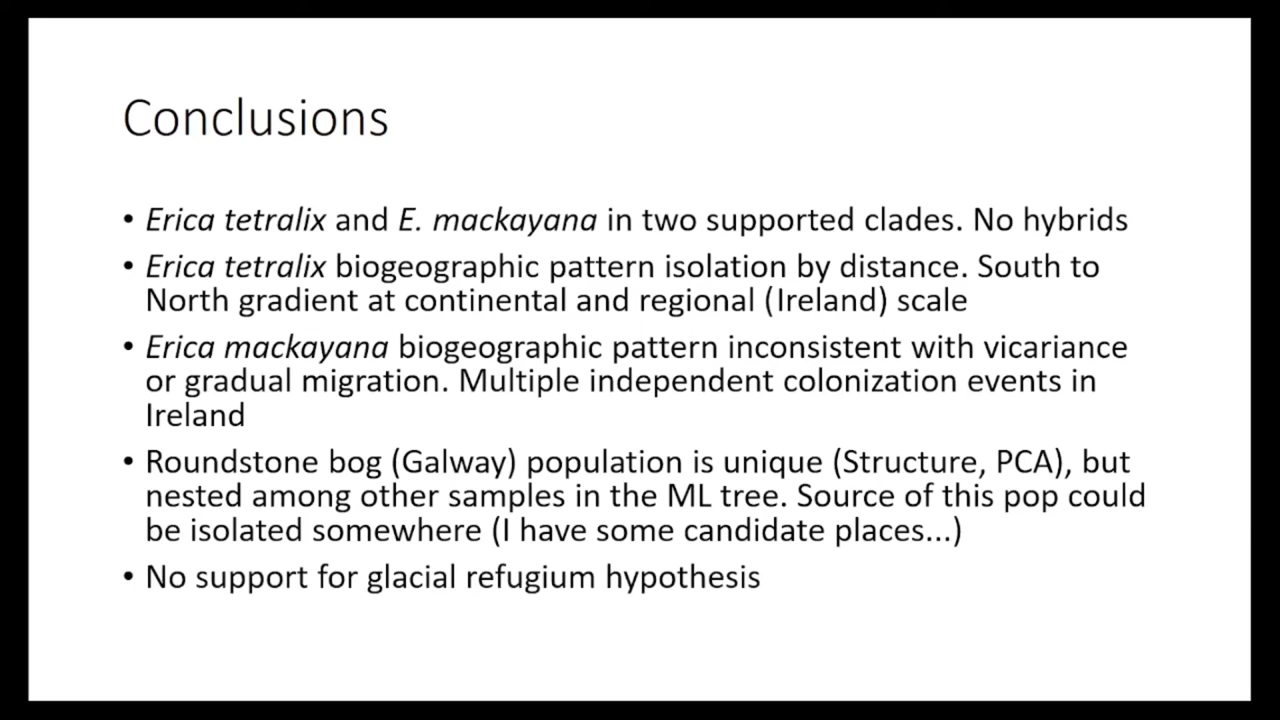 Conclusions
• Erica tetralix and E. mackayana in two supported clades. No hybrids
• Erica tetralix biogeographic pattern isolation by distance. South to
North gradient at continental and regional (Ireland) scale
• Erica mackayana biogeographic pattern inconsistent with vicariance
or gradual migration. Multiple independent colonization events in
Ireland
• Roundstone bog (Galway) population is unique (Structure, PCA), but
nested among other samples in the ML tree. Source of this pop could
be isolated somewhere (I have some candidate places...)
• No support for glacial refugium hypothesis